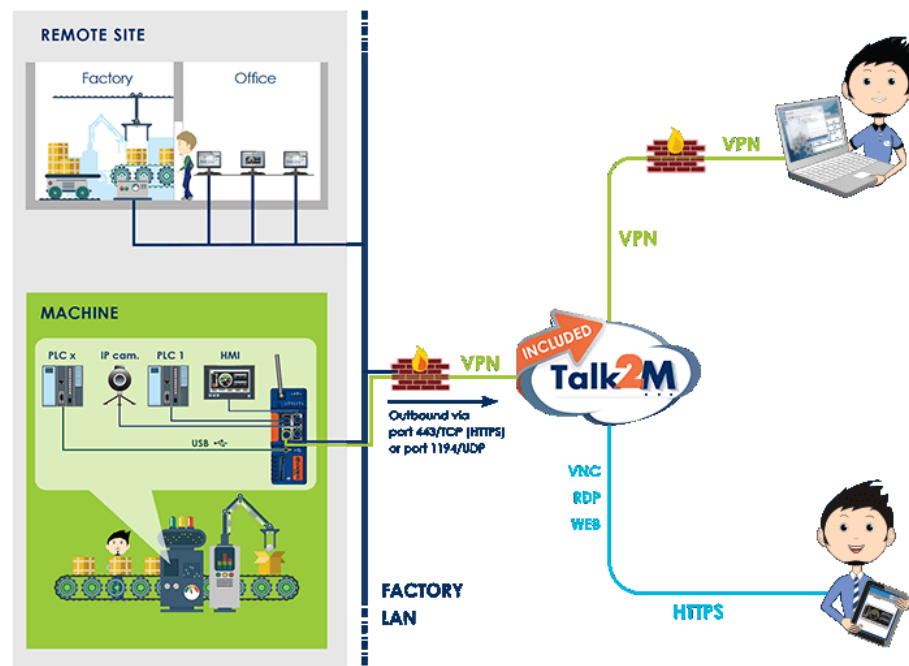 REMOTE SITE
Factory
Office
MACHINE
PLC x
IP cam.
PLC 1
HMI
USB
VPN
Outbound via
port 443/TCP (HTTPS)
or port 1194/UDP
FACTORY
LAN
INCLUDED
Talk2M
VPN
VPN
VNC
RDP
WEB
HTTPS